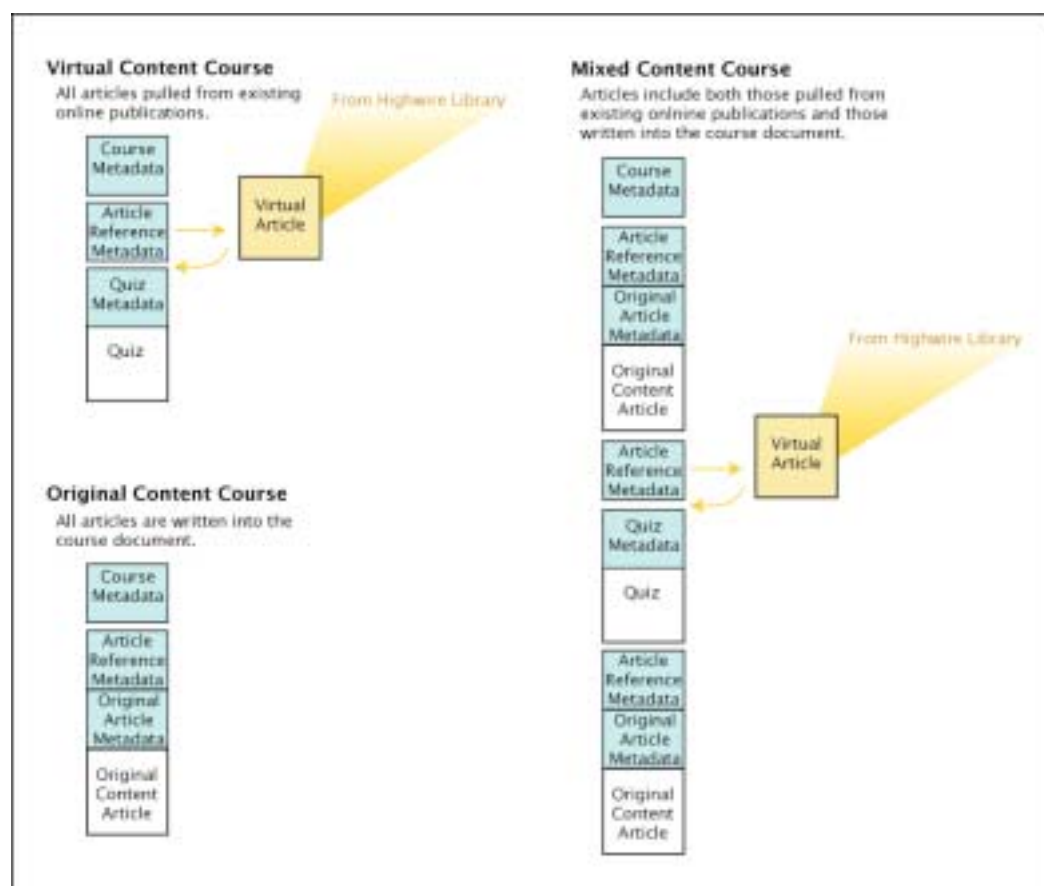 Virtual Content Course
All articles pulled from existing
online publications.
From Highwire Library
Course
Metadata
Article
Reference
Metadata
Virtual
Article
Quiz
Metadata
Quiz
Original Content Course
All articles are written into the
course document.
Course
Metadata
Article
Reference
Metadata
Original
Article
Metadata
Original
Content
Article
Mixed Content Course
Articles include both those pulled from
existing onlnine publications and those
written into the course document.
Course
Metadata
Article
Reference
Metadata
Original
Article
Metadata
Original
Content
Article
From Highwire Library
Article
Reference
Metadata
Virtual
Article
Quiz
Metadata
Quiz
Article
Reference
Metadata
Original
Article
Metadata
Original
Content
Article